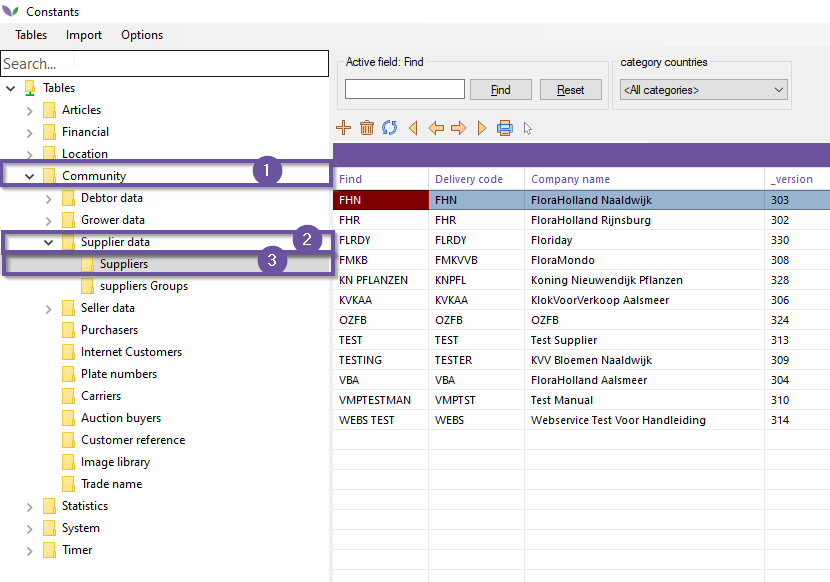 Constants
Tables Import Options
Search...
Tables
Articles
Financial
Location
Community 1
Debtor data
Grower data
Supplier data 2
Suppliers 3
suppliers Groups
Seller data
Purchasers
Internet Customers
Plate numbers
Carriers
Auction buyers
Customer reference
Image library
Trade name
Statistics
System
Timer
Active field: Find
Find Reset
category countries
<All categories>
Find Delivery code Company name _version
FHN FHN FloraHolland Naaldwijk 303
FHR FHR FloraHolland Rijnsburg 302
FLRDY FLRDY Floriday 330
FMKB FMKVVB FloraMondo 308
KN PFLANZEN KNPFL Koning Nieuwendijk Pflanzen 328
KVKAA KVKAA KlokVoorVerkoop Aalsmeer 306
OZFB OZFB OZFB 324
TEST TEST Test Supplier 313
TESTING TESTER KVV Bloemen Naaldwijk 309
VBA VBA FloraHolland Aalsmeer 304
VMPTESTMAN VMPTST Test Manual 310
WEBS TEST WEBS Webservice Test Voor Handleiding 314